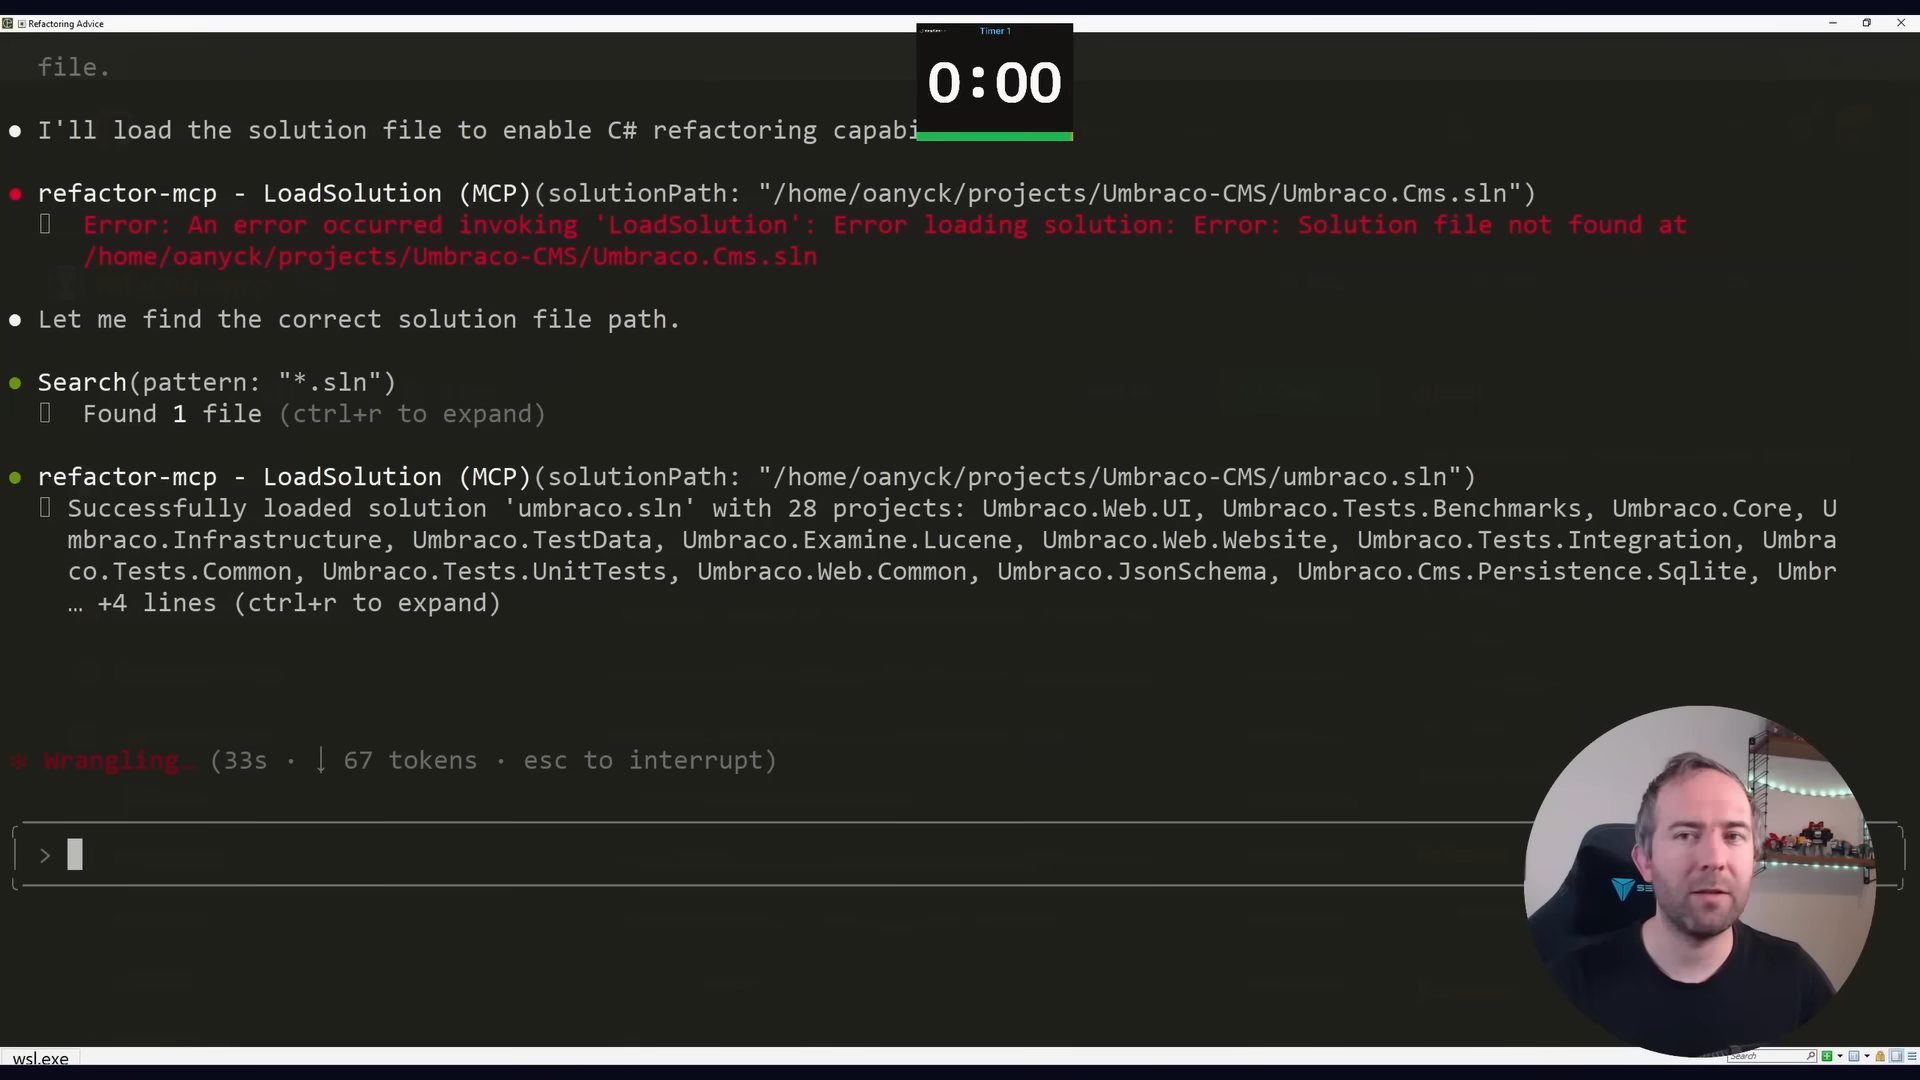 Refactoring Advice
Timer 1
0:00
file.
● I'll load the solution file to enable C# refactoring capabi
● refactor-mcp - LoadSolution (MCP)(solutionPath: "/home/oanyck/projects/Umbraco-CMS/Umbraco.Cms.sln")
Error: An error occurred invoking 'LoadSolution': Error loading solution: Error: Solution file not found at
/home/oanyck/projects/Umbraco-CMS/Umbraco.Cms.sln
● Let me find the correct solution file path.
● Search(pattern: "*.sln")
Found 1 file (ctrl+r to expand)
● refactor-mcp - LoadSolution (MCP)(solutionPath: "/home/oanyck/projects/Umbraco-CMS/umbraco.sln")
Successfully loaded solution 'umbraco.sln' with 28 projects: Umbraco.Web.UI, Umbraco.Tests.Benchmarks, Umbraco.Core, U
mbraco.Infrastructure, Umbraco.TestData, Umbraco.Examine.Lucene, Umbraco.Web.Website, Umbraco.Tests.Integration, Umbra
co.Tests.Common, Umbraco.Tests.UnitTests, Umbraco.Web.Common, Umbraco.JsonSchema, Umbraco.Cms.Persistence.Sqlite, Umbr
… +4 lines (ctrl+r to expand)
* Wrangling… (33s · ↓ 67 tokens · esc to interrupt)
>
wsl.exe
Search